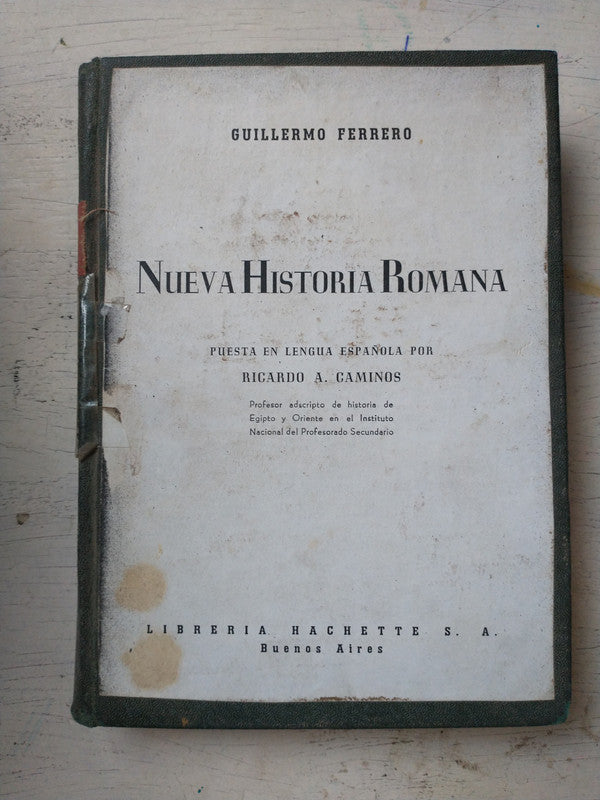 GUILLERMO FERRERO
NUEVA HISTORIA ROMANA
PUESTA EN LENGUA ESPAÑOLA POR
RICARDO A. CAMINOS
Profesor adscripto de historia de
Egipto y Oriente en el Instituto
Nacional del Profesorado Secundario
LIBRERIA HACHETTE S. A.
Buenos Aires